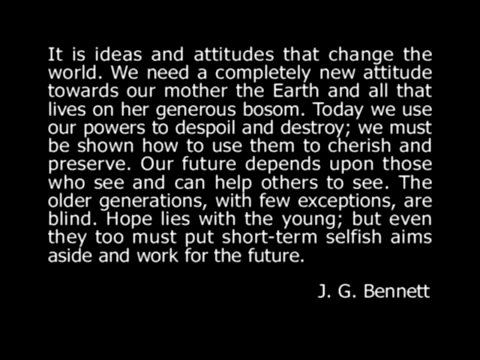 It is ideas and attitudes that change the
world. We need a completely new attitude
towards our mother the Earth and all that
lives on her generous bosom. Today we use
our powers to despoil and destroy; we must
be shown how to use them to cherish and
preserve. Our future depends upon those
who see and can help others to see. The
older generations, with few exceptions, are
blind. Hope lies with the young; but even
they too must put short-term selfish aims
aside and work for the future.
J. G. Bennett